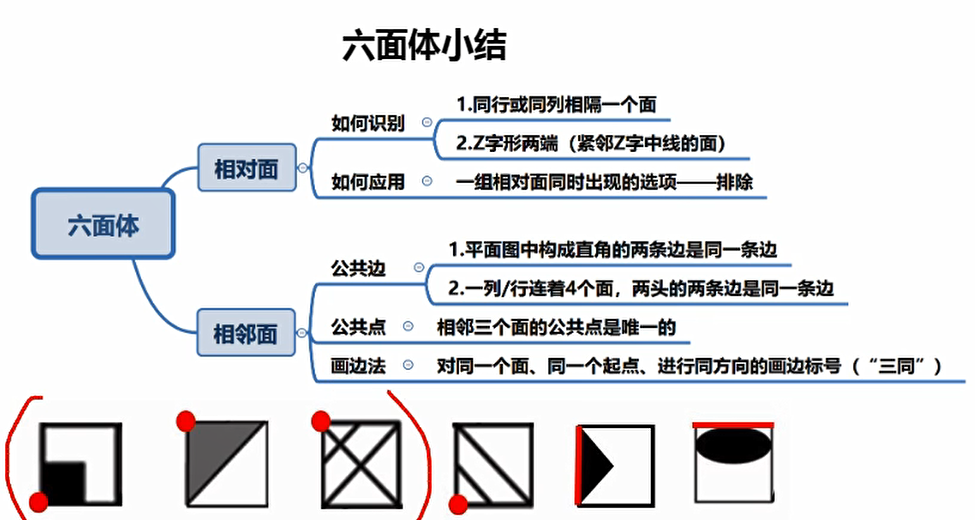 六面体小结
六面体
相对面
如何识别
1.同行或同列相隔一个面
2.Z字形两端（紧邻Z字中线的面）
如何应用
一组相对面同时出现的选项——排除
相邻面
公共边
1.平面图中构成直角的两条边是同一条边
2.一列/行连着4个面，两头的两条边是同一条边
公共点
相邻三个面的公共点是唯一的
画边法
对同一个面、同一个起点、进行同方向的画边标号（“三同”）